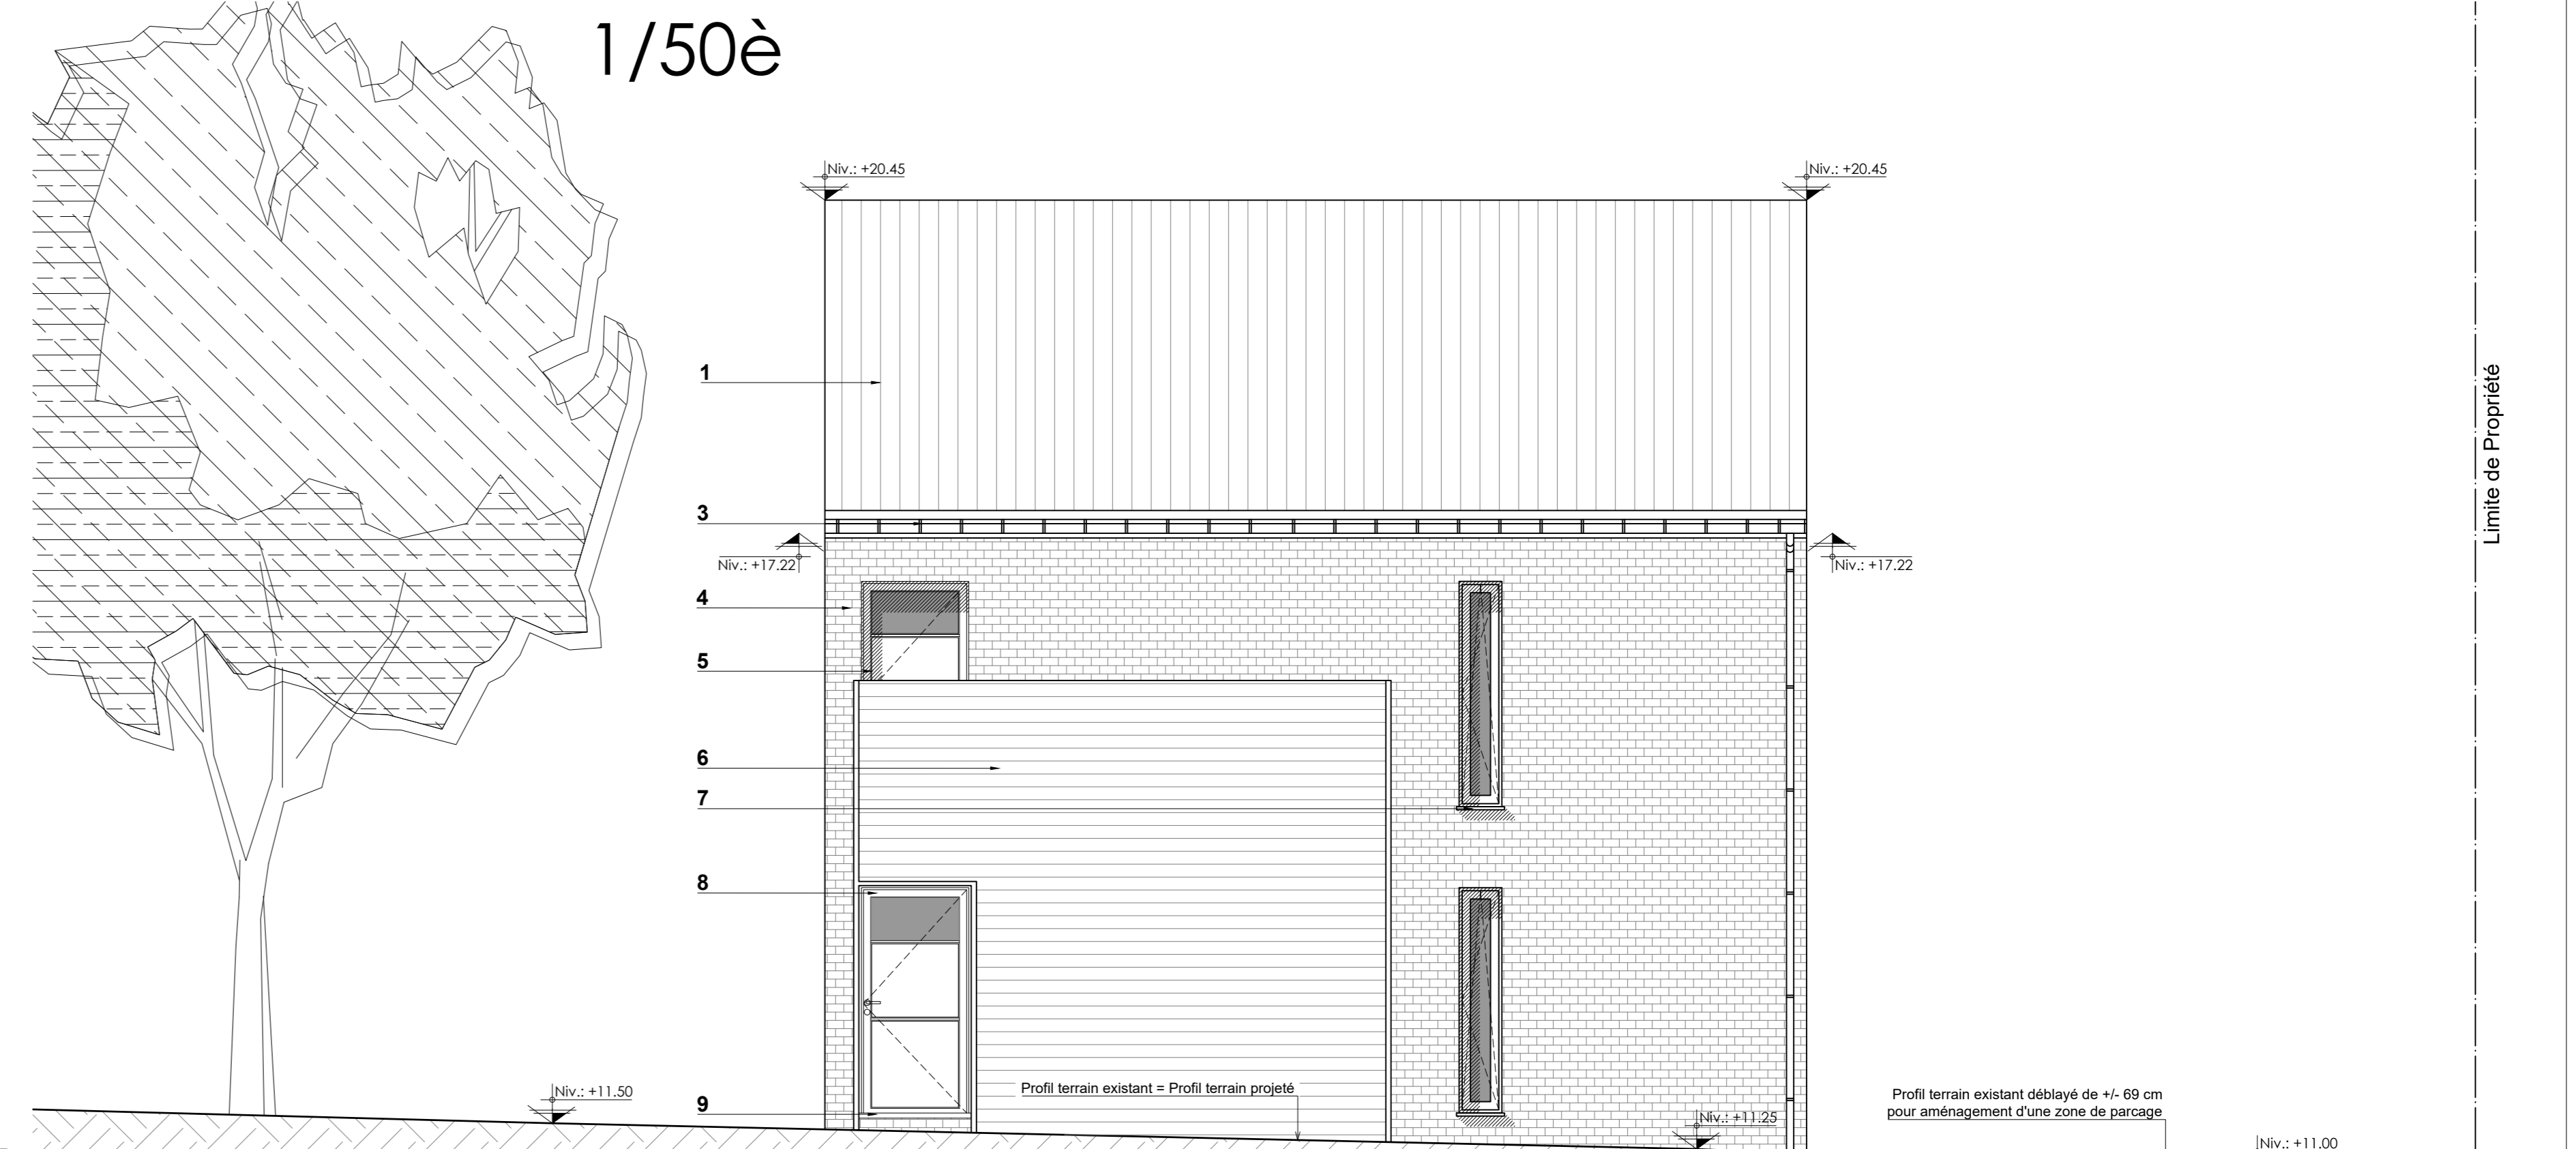 1/50è
Niv.: +20.45
Niv.: +20.45
1
Limite de Propriété
3
Niv.: +17.22
Niv.: +17.22
4
5
6
7
8
Profil terrain existant = Profil terrain projeté
Niv.: +11.50
9
Profil terrain existant déblayé de +/- 69 cm
pour aménagement d'une zone de parcage
Niv.: +11.25
Niv.: +11.00